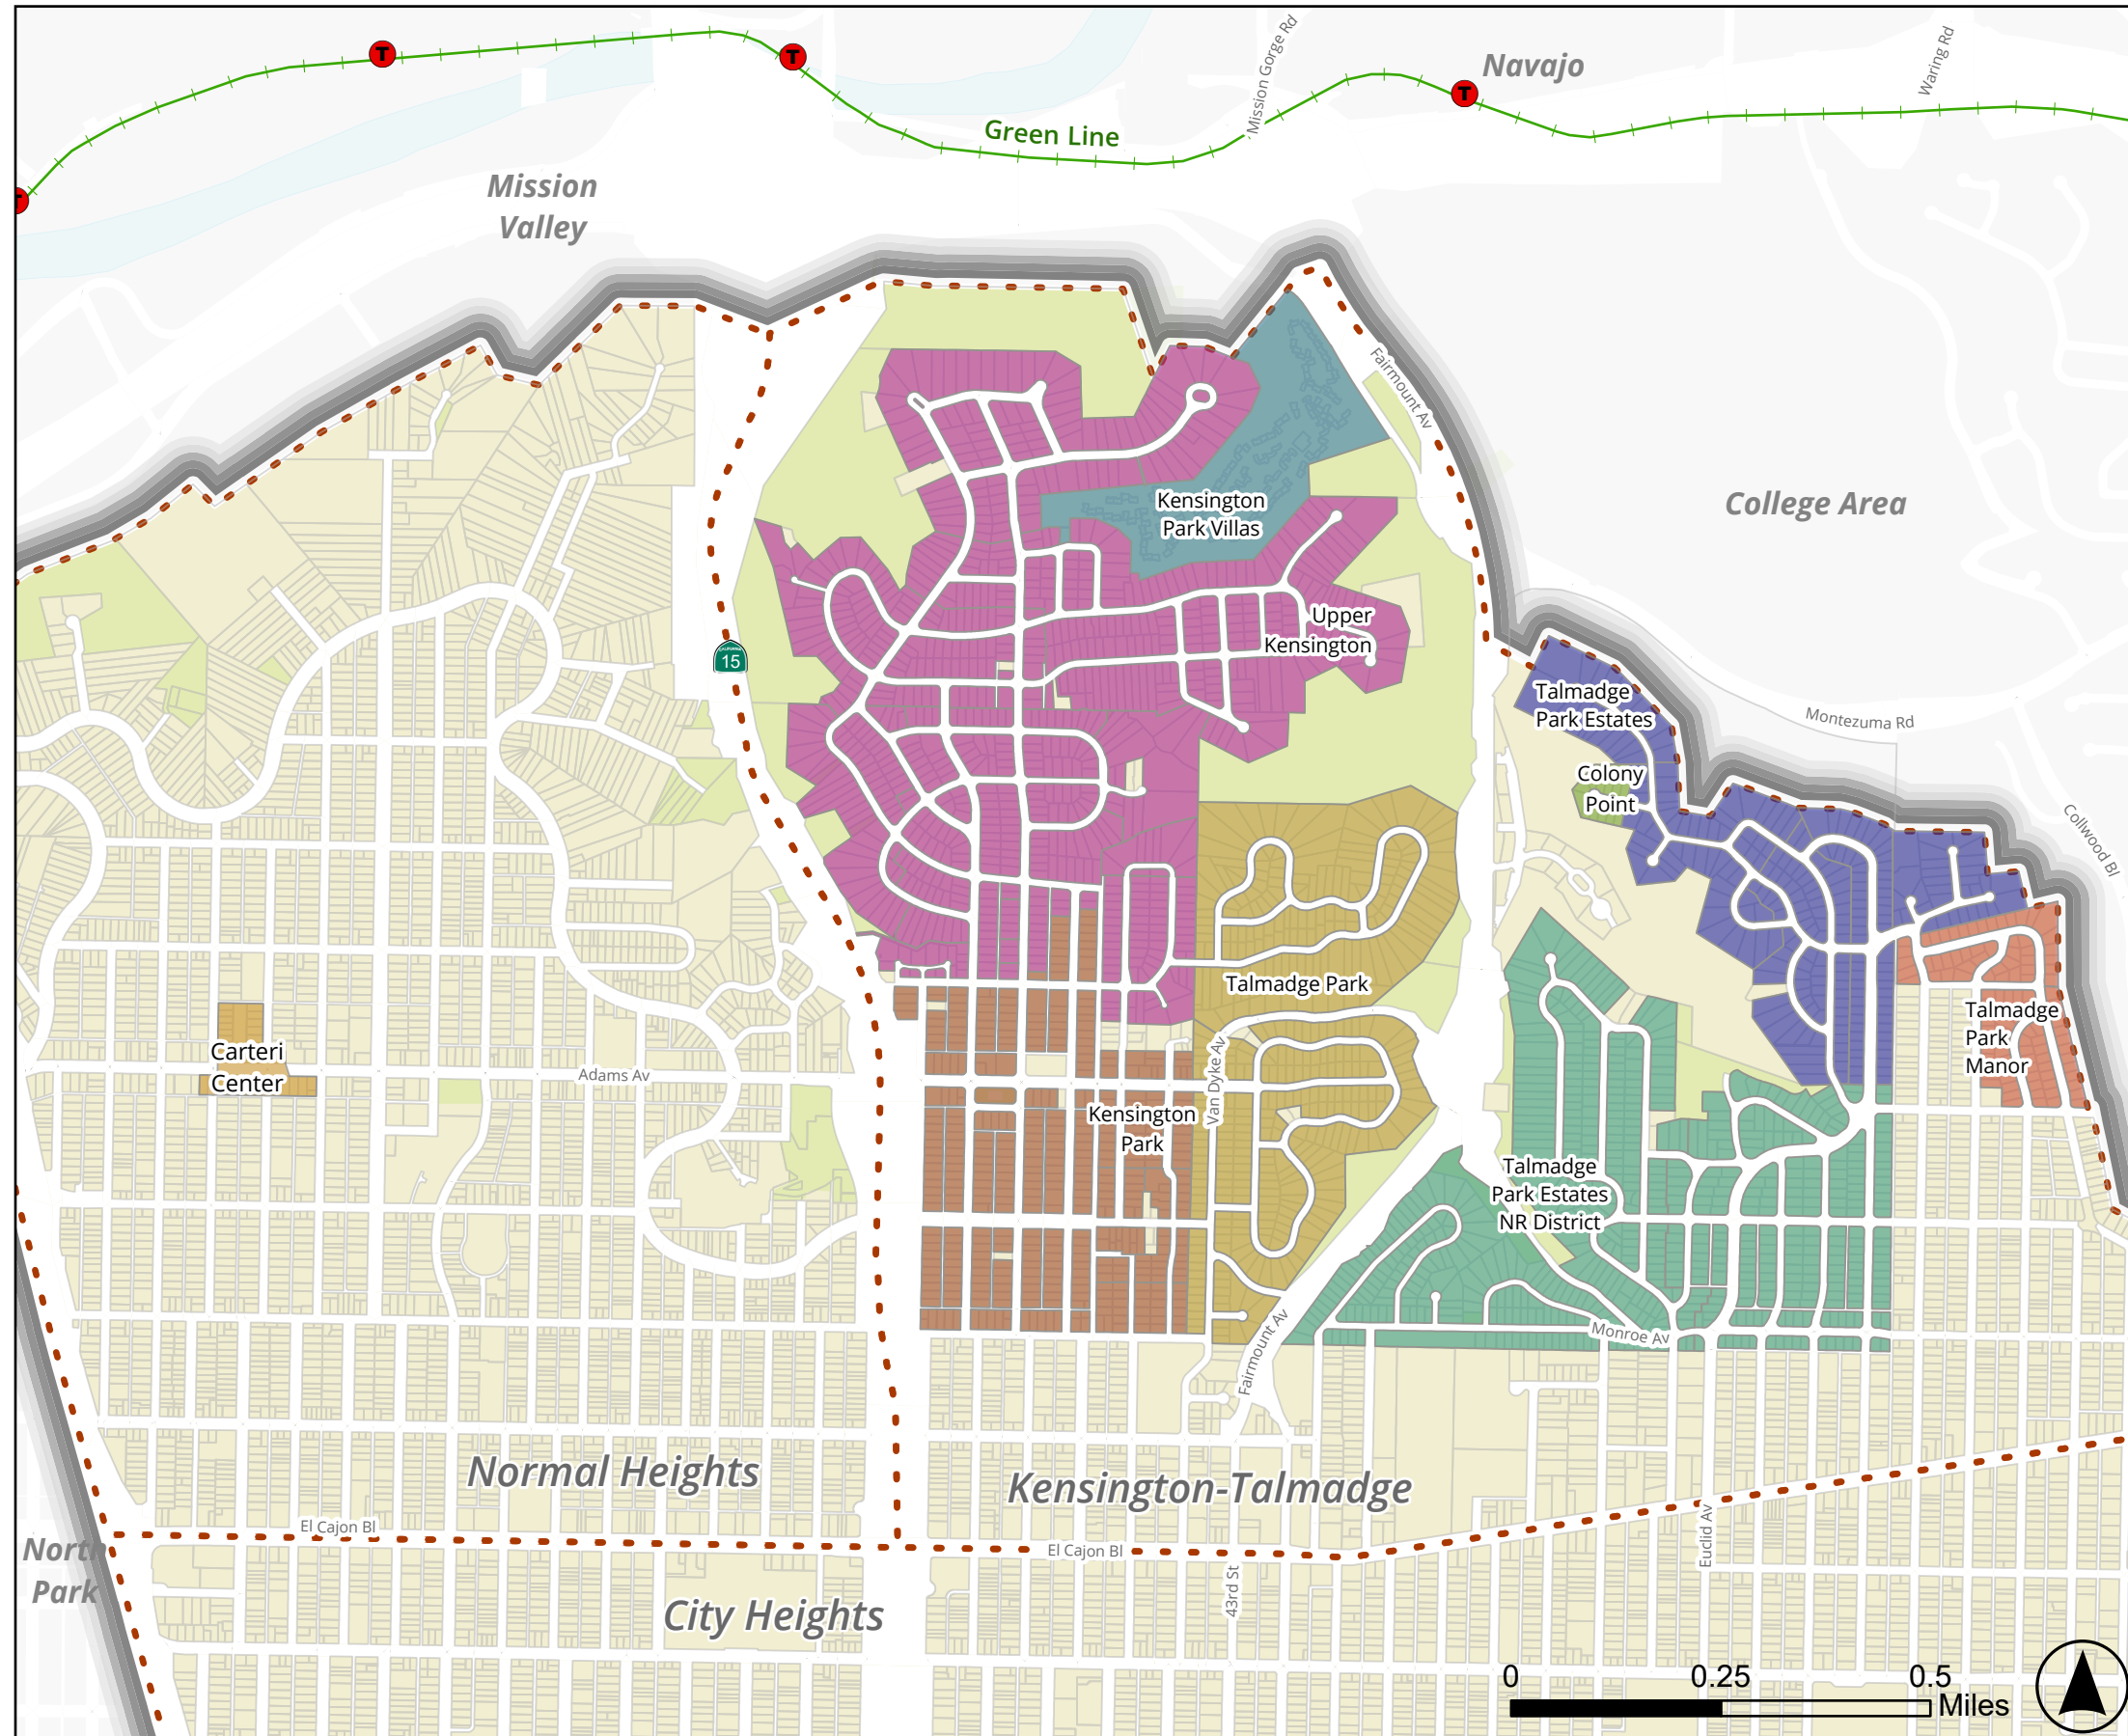 T
T
T
T
Mission Gorge Rd
Navajo
Waring Rd
Green Line
Mission
Valley
Fairmount Av
College Area
Kensington
Park Villas
Upper
Kensington
CALIFORNIA
15
Talmadge
Park Estates
Montezuma Rd
Colony
Point
Collwood Bl
Talmadge Park
Talmadge
Park
Manor
Carteri
Center
Adams Av
Van Dyke Av
Kensington
Park
Talmadge
Park Estates
NR District
Monroe Av
Fairmount Av
Normal Heights
Kensington-Talmadge
El Cajon Bl
El Cajon Bl
Euclid Av
North
Park
43rd St
City Heights
0
0.25
0.5
Miles